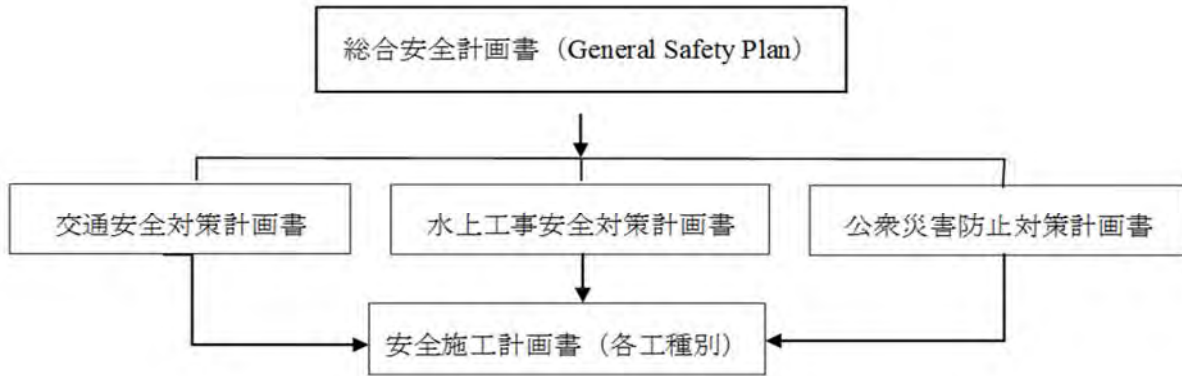 総合安全計画書（General Safety Plan）
交通安全対策計画書
水上工事安全対策計画書
公衆災害防止対策計画書
安全施工計画書（各工種別）